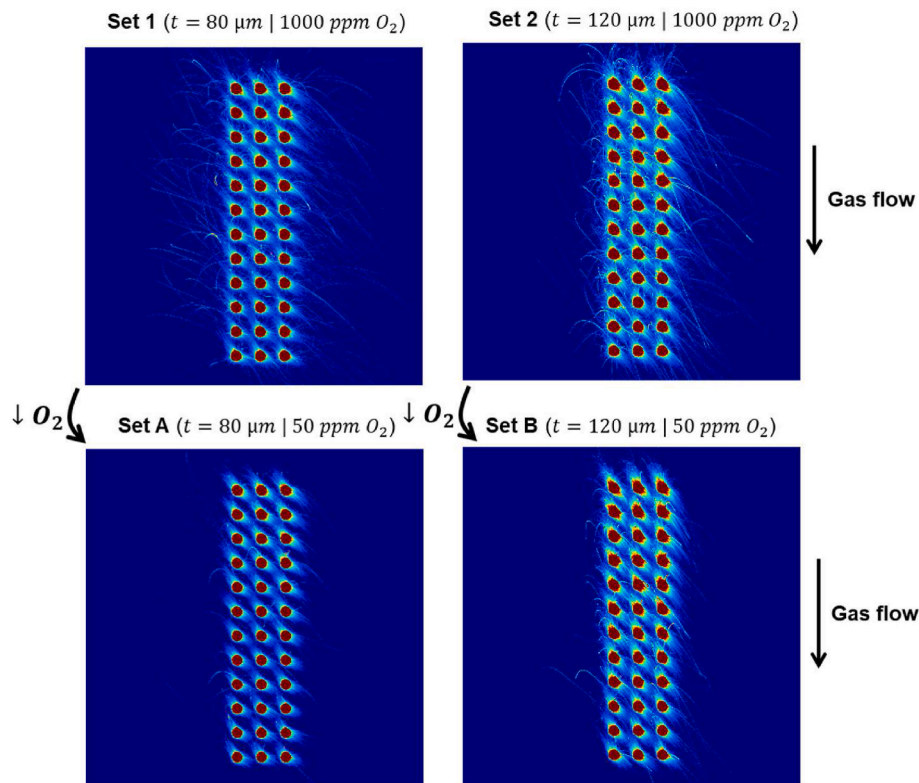 Set 1 (t = 80 μm | 1000 ppm O₂)
Set 2 (t = 120 μm | 1000 ppm O₂)
Gas flow
↓ O₂
↓ O₂
Set A (t = 80 μm | 50 ppm O₂)
Set B (t = 120 μm | 50 ppm O₂)
Gas flow